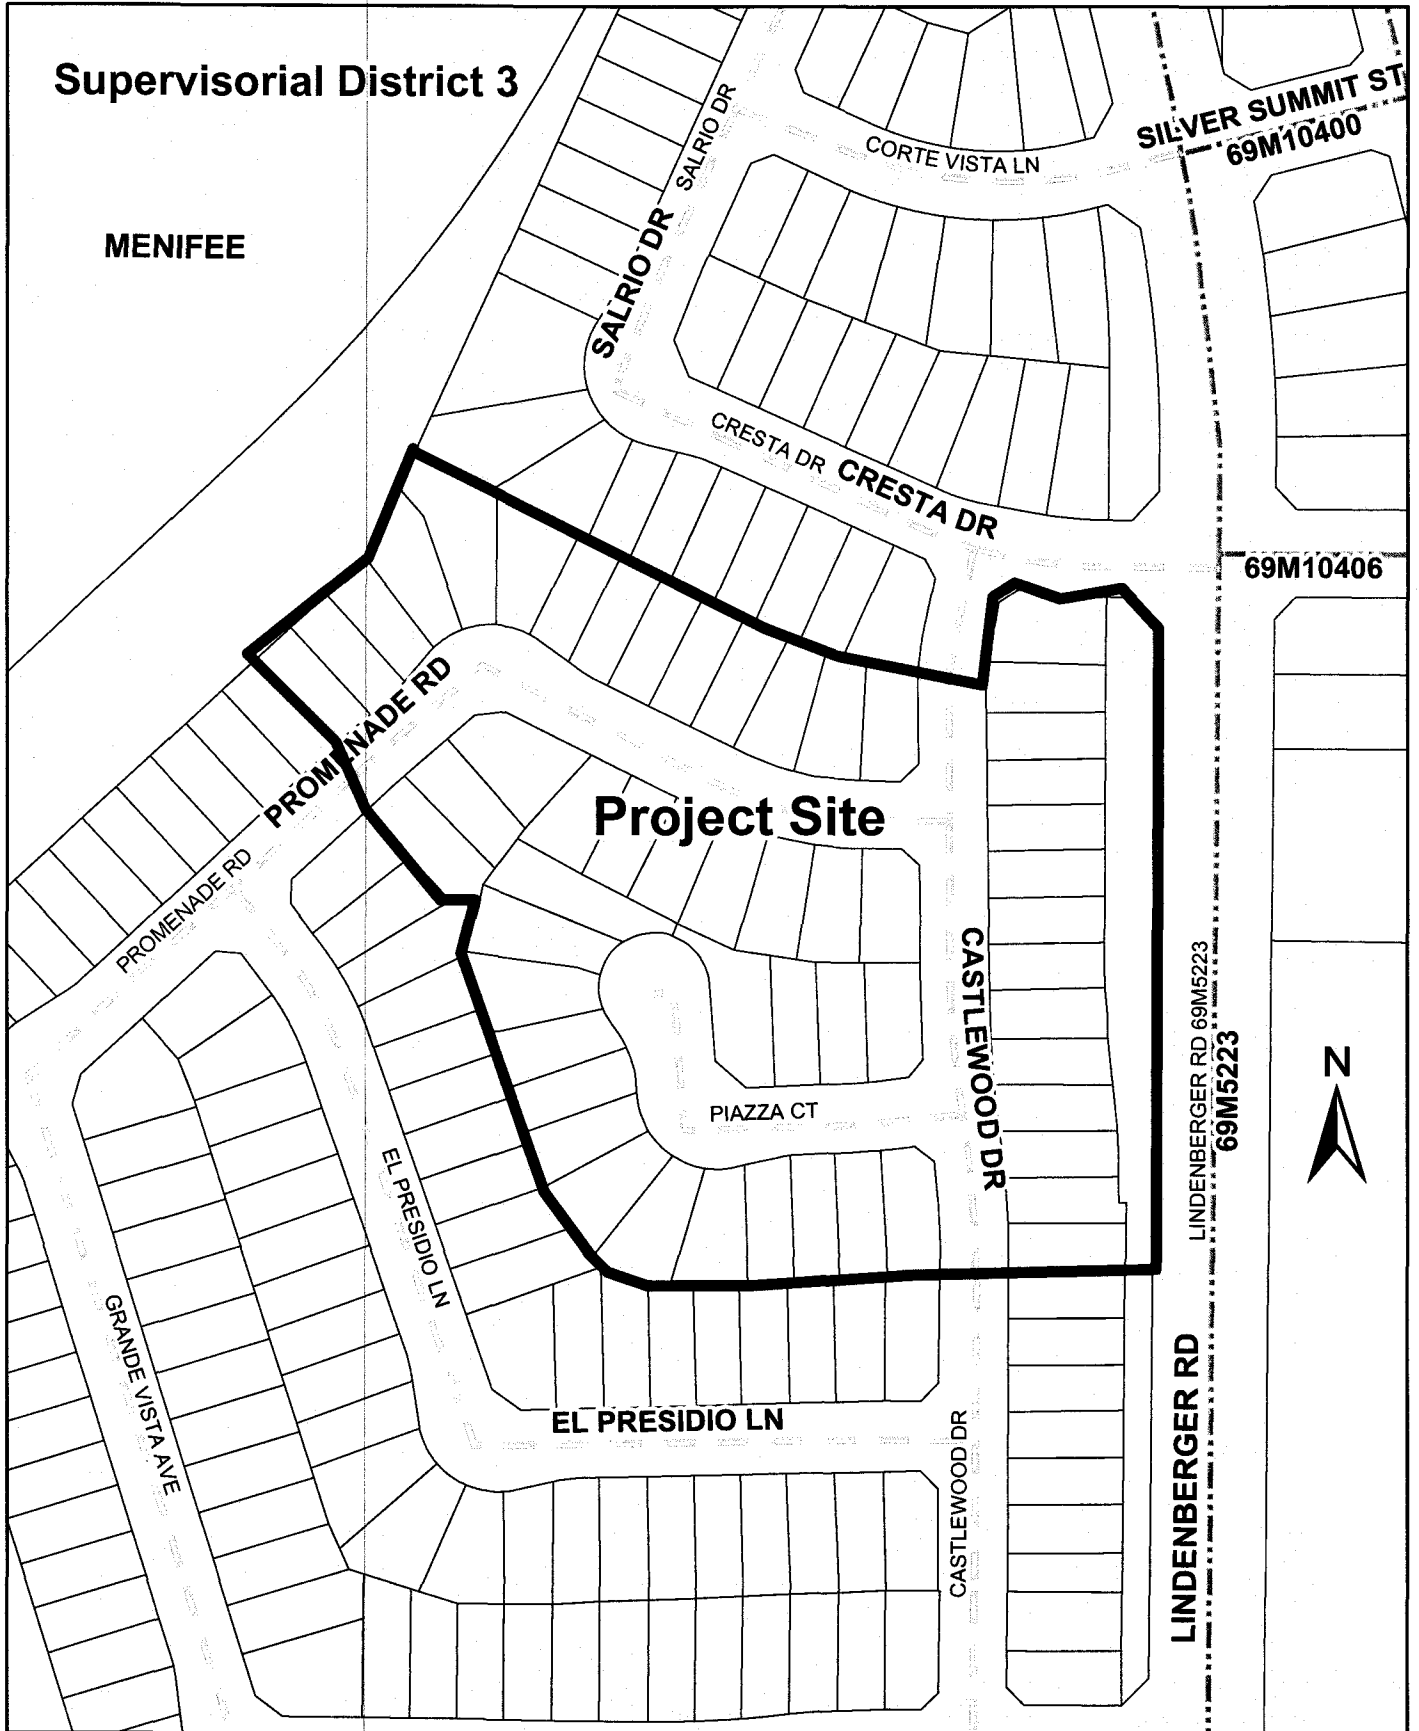 Supervisorial District 3
MENIFEE
SALRIO DR
SALRIO DR
CORTE VISTA LN
SILVER SUMMIT ST
69M10400
CRESTA DR
CRESTA DR
69M10406
PROMENADE RD
PROMENADE RD
Project Site
CASTLEWOOD DR
LINDENBERGER RD 69M5223
69M5223
N
PIAZZA CT
EL PRESIDIO LN
GRANDE VISTA AVE
EL PRESIDIO LN
CASTLEWOOD DR
LINDENBERGER RD